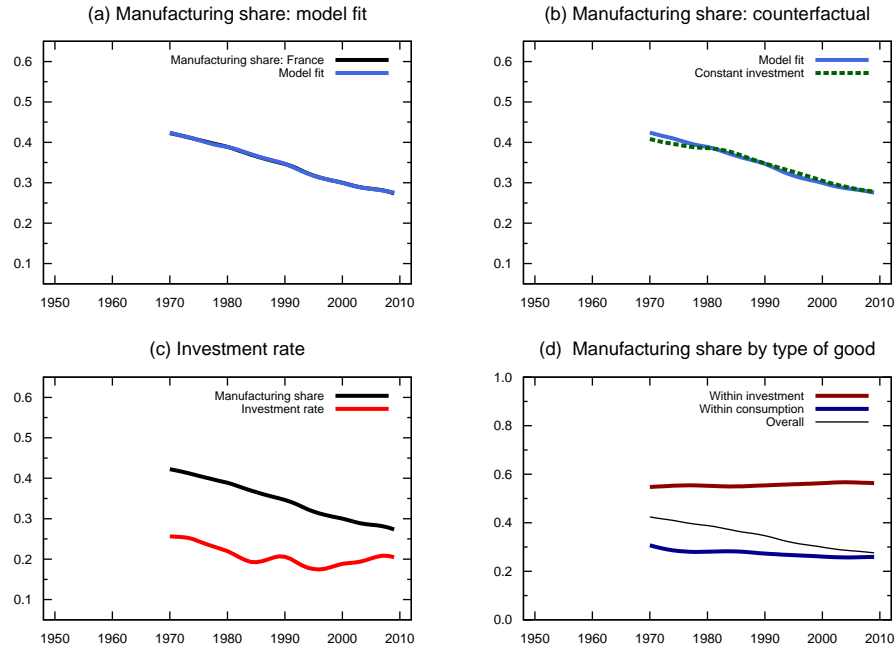 (a) Manufacturing share: model fit
0.6
0.5
0.4
0.3
0.2
0.1
Manufacturing share: France
Model fit
1950 1960 1970 1980 1990 2000 2010
(b) Manufacturing share: counterfactual
0.6
0.5
0.4
0.3
0.2
0.1
Model fit
Constant investment
1950 1960 1970 1980 1990 2000 2010
(c) Investment rate
0.6
0.5
0.4
0.3
0.2
0.1
Manufacturing share
Investment rate
1950 1960 1970 1980 1990 2000 2010
(d) Manufacturing share by type of good
1.0
0.8
0.6
0.4
0.2
0.0
Within investment
Within consumption
Overall
1950 1960 1970 1980 1990 2000 2010